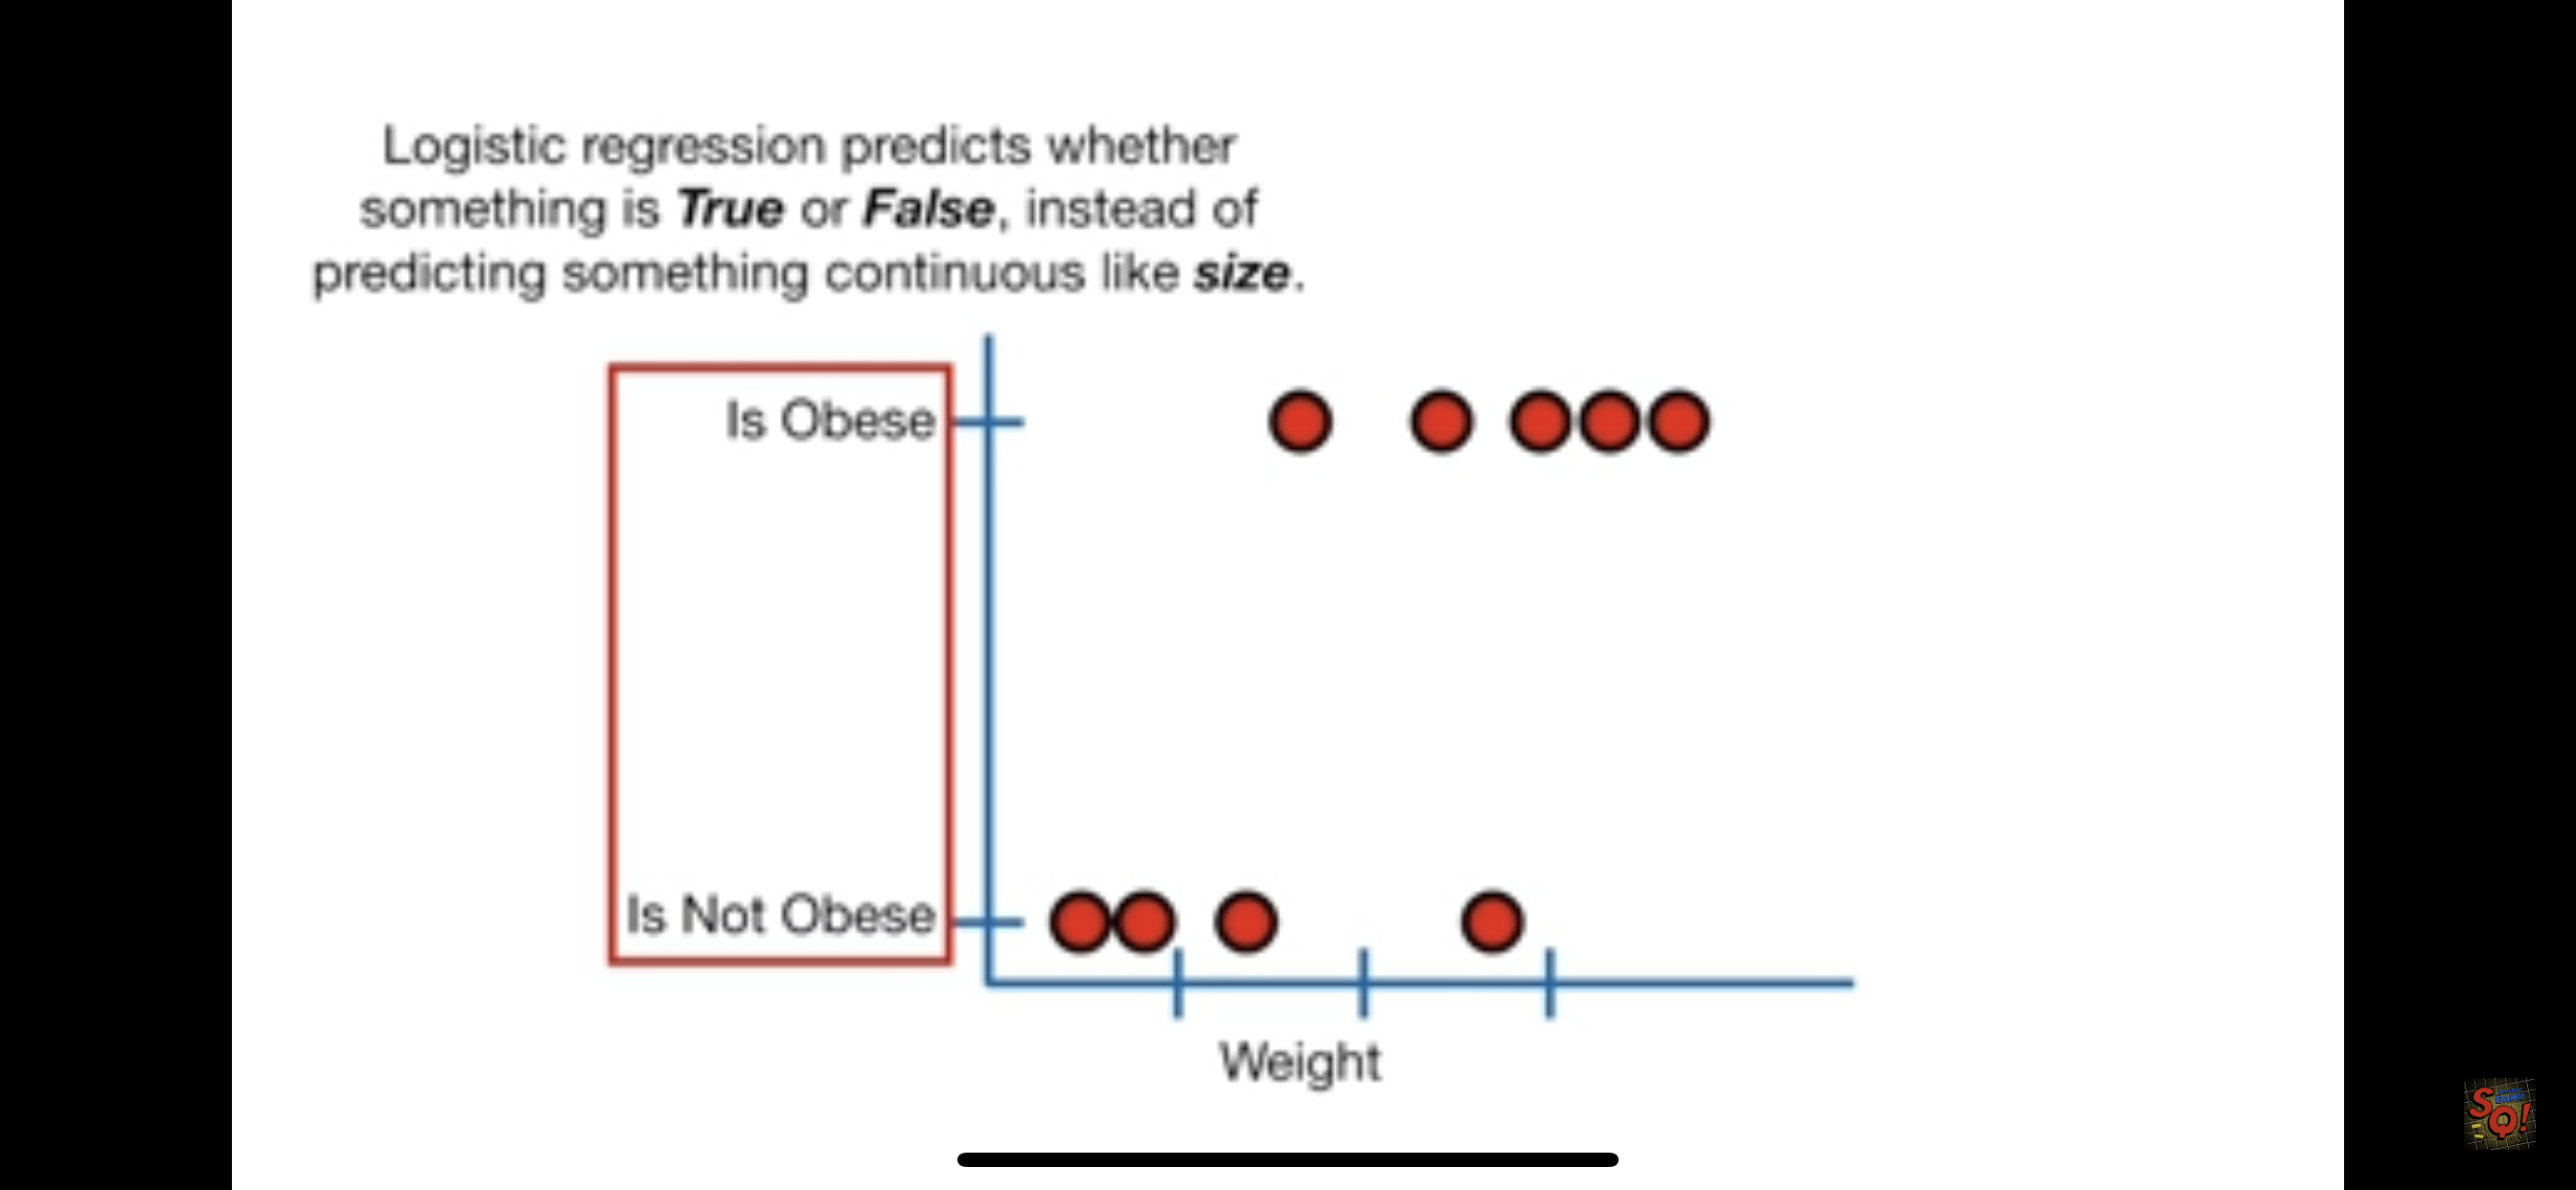 Logistic regression predicts whether
something is True or False, instead of
predicting something continuous like size.
Is Obese
Is Not Obese
Weight
SQ!